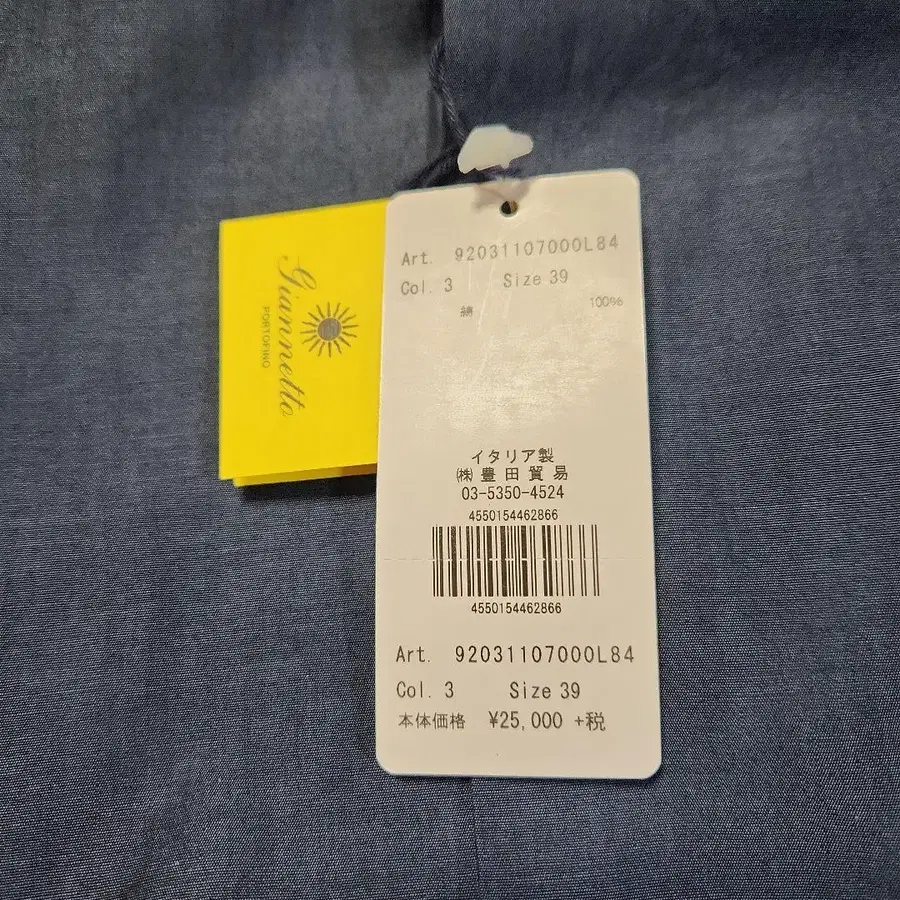 Giannetto
PORTOFINO
Art. 92031107000L84
Col. 3 Size 39
綿 100%
イタリア製
(株)豊田貿易
03-5350-4524
4550154462866
4550154462866
Art. 92031107000L84
Col. 3 Size 39
本体価格 ¥25,000 +税